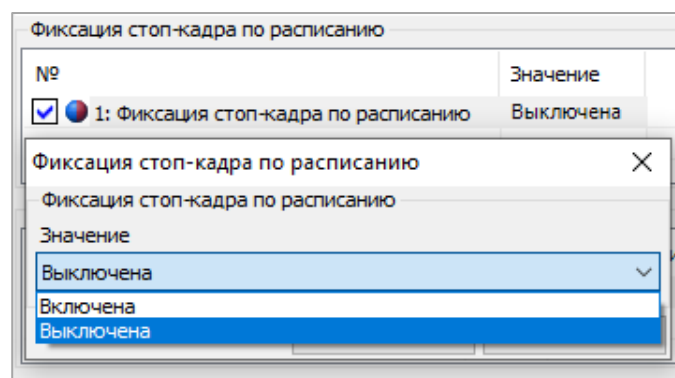 Фиксация стоп-кадра по расписанию
№ Значение
1: Фиксация стоп-кадра по расписанию Выключена
Фиксация стоп-кадра по расписанию
Фиксация стоп-кадра по расписанию
Значение
Выключена
Включена
Выключена